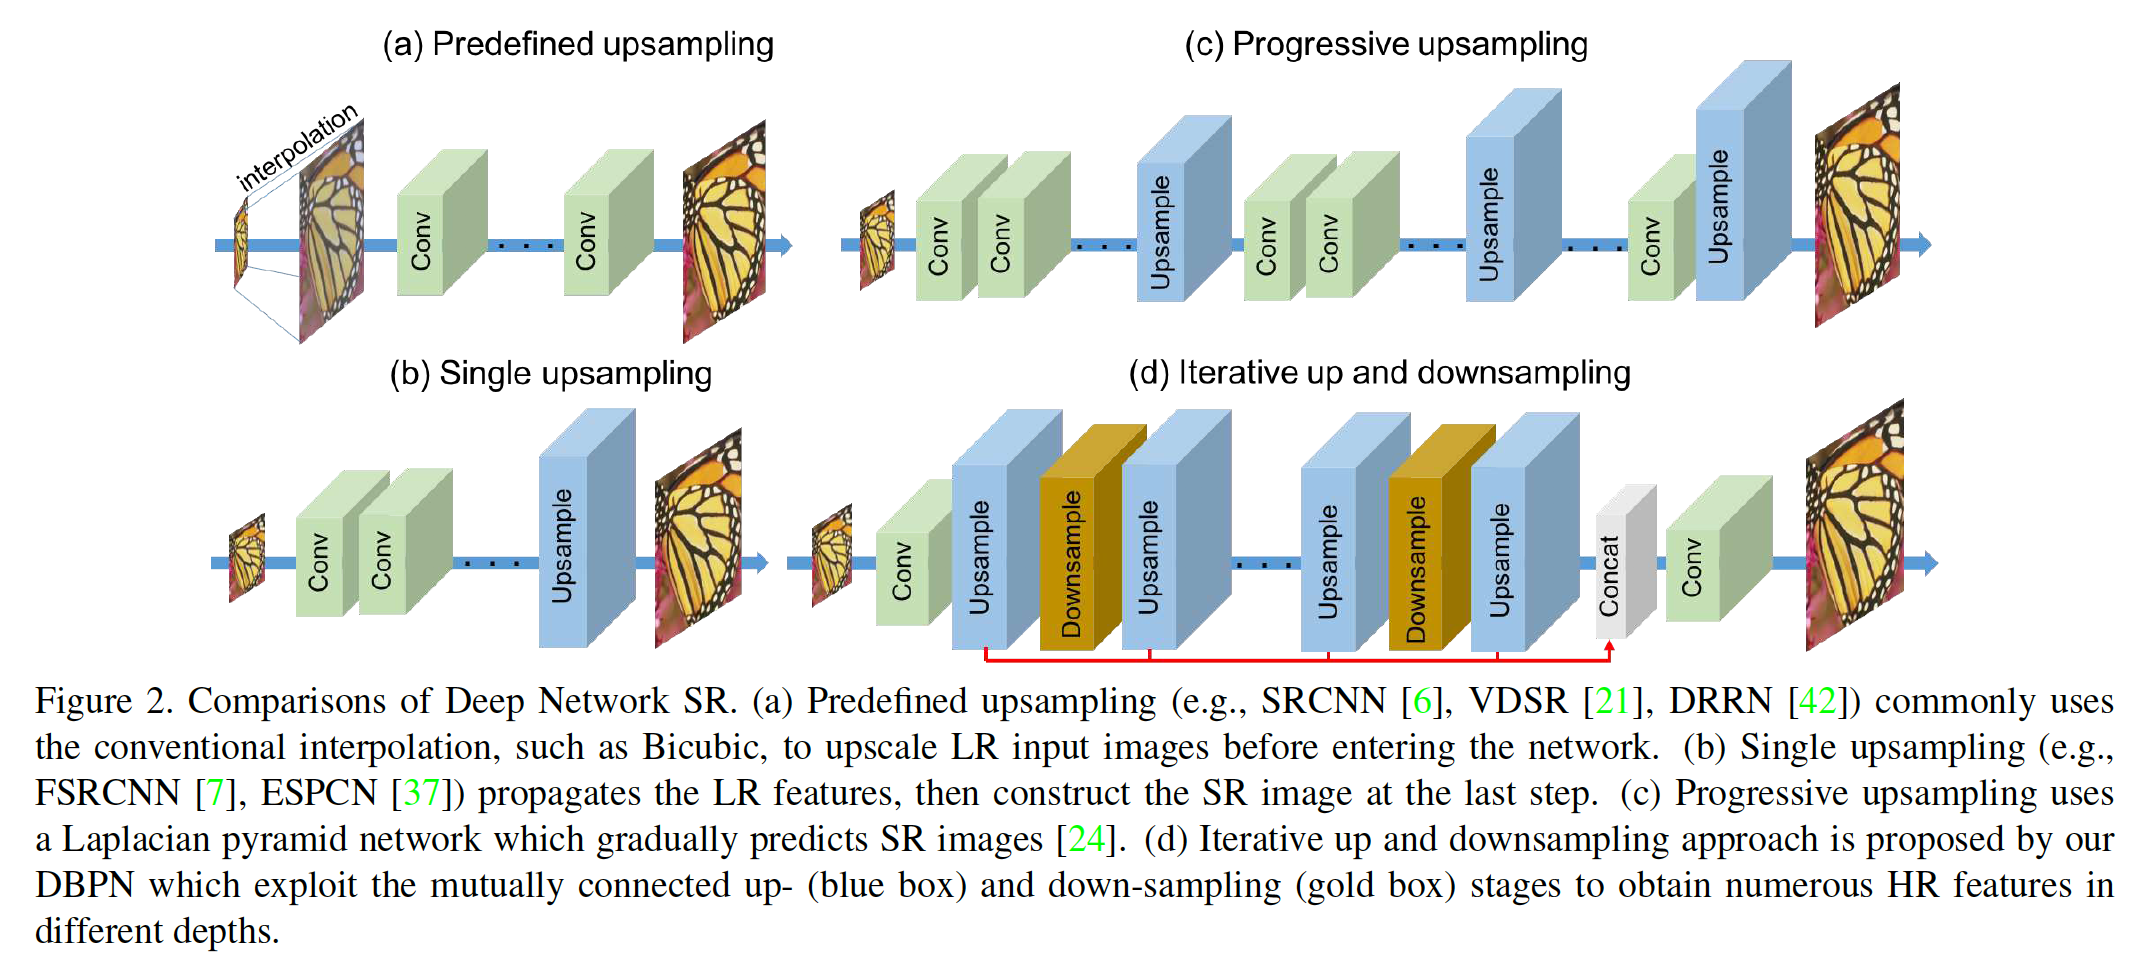 (a) Predefined upsampling
interpolation
Conv
. . .
Conv
(c) Progressive upsampling
Conv
Conv
. . .
Upsample
Conv
Conv
. . .
Upsample
. . .
Conv
Upsample
(b) Single upsampling
Conv
Conv
. . .
Upsample
(d) Iterative up and downsampling
Conv
Upsample
Downsample
Upsample
. . .
Upsample
Downsample
Upsample
Concat
Conv
Figure 2. Comparisons of Deep Network SR. (a) Predefined upsampling (e.g., SRCNN [6], VDSR [21], DRRN [42]) commonly uses
the conventional interpolation, such as Bicubic, to upscale LR input images before entering the network. (b) Single upsampling (e.g.,
FSRCNN [7], ESPCN [37]) propagates the LR features, then construct the SR image at the last step. (c) Progressive upsampling uses
a Laplacian pyramid network which gradually predicts SR images [24]. (d) Iterative up and downsampling approach is proposed by our
DBPN which exploit the mutually connected up- (blue box) and down-sampling (gold box) stages to obtain numerous HR features in
different depths.